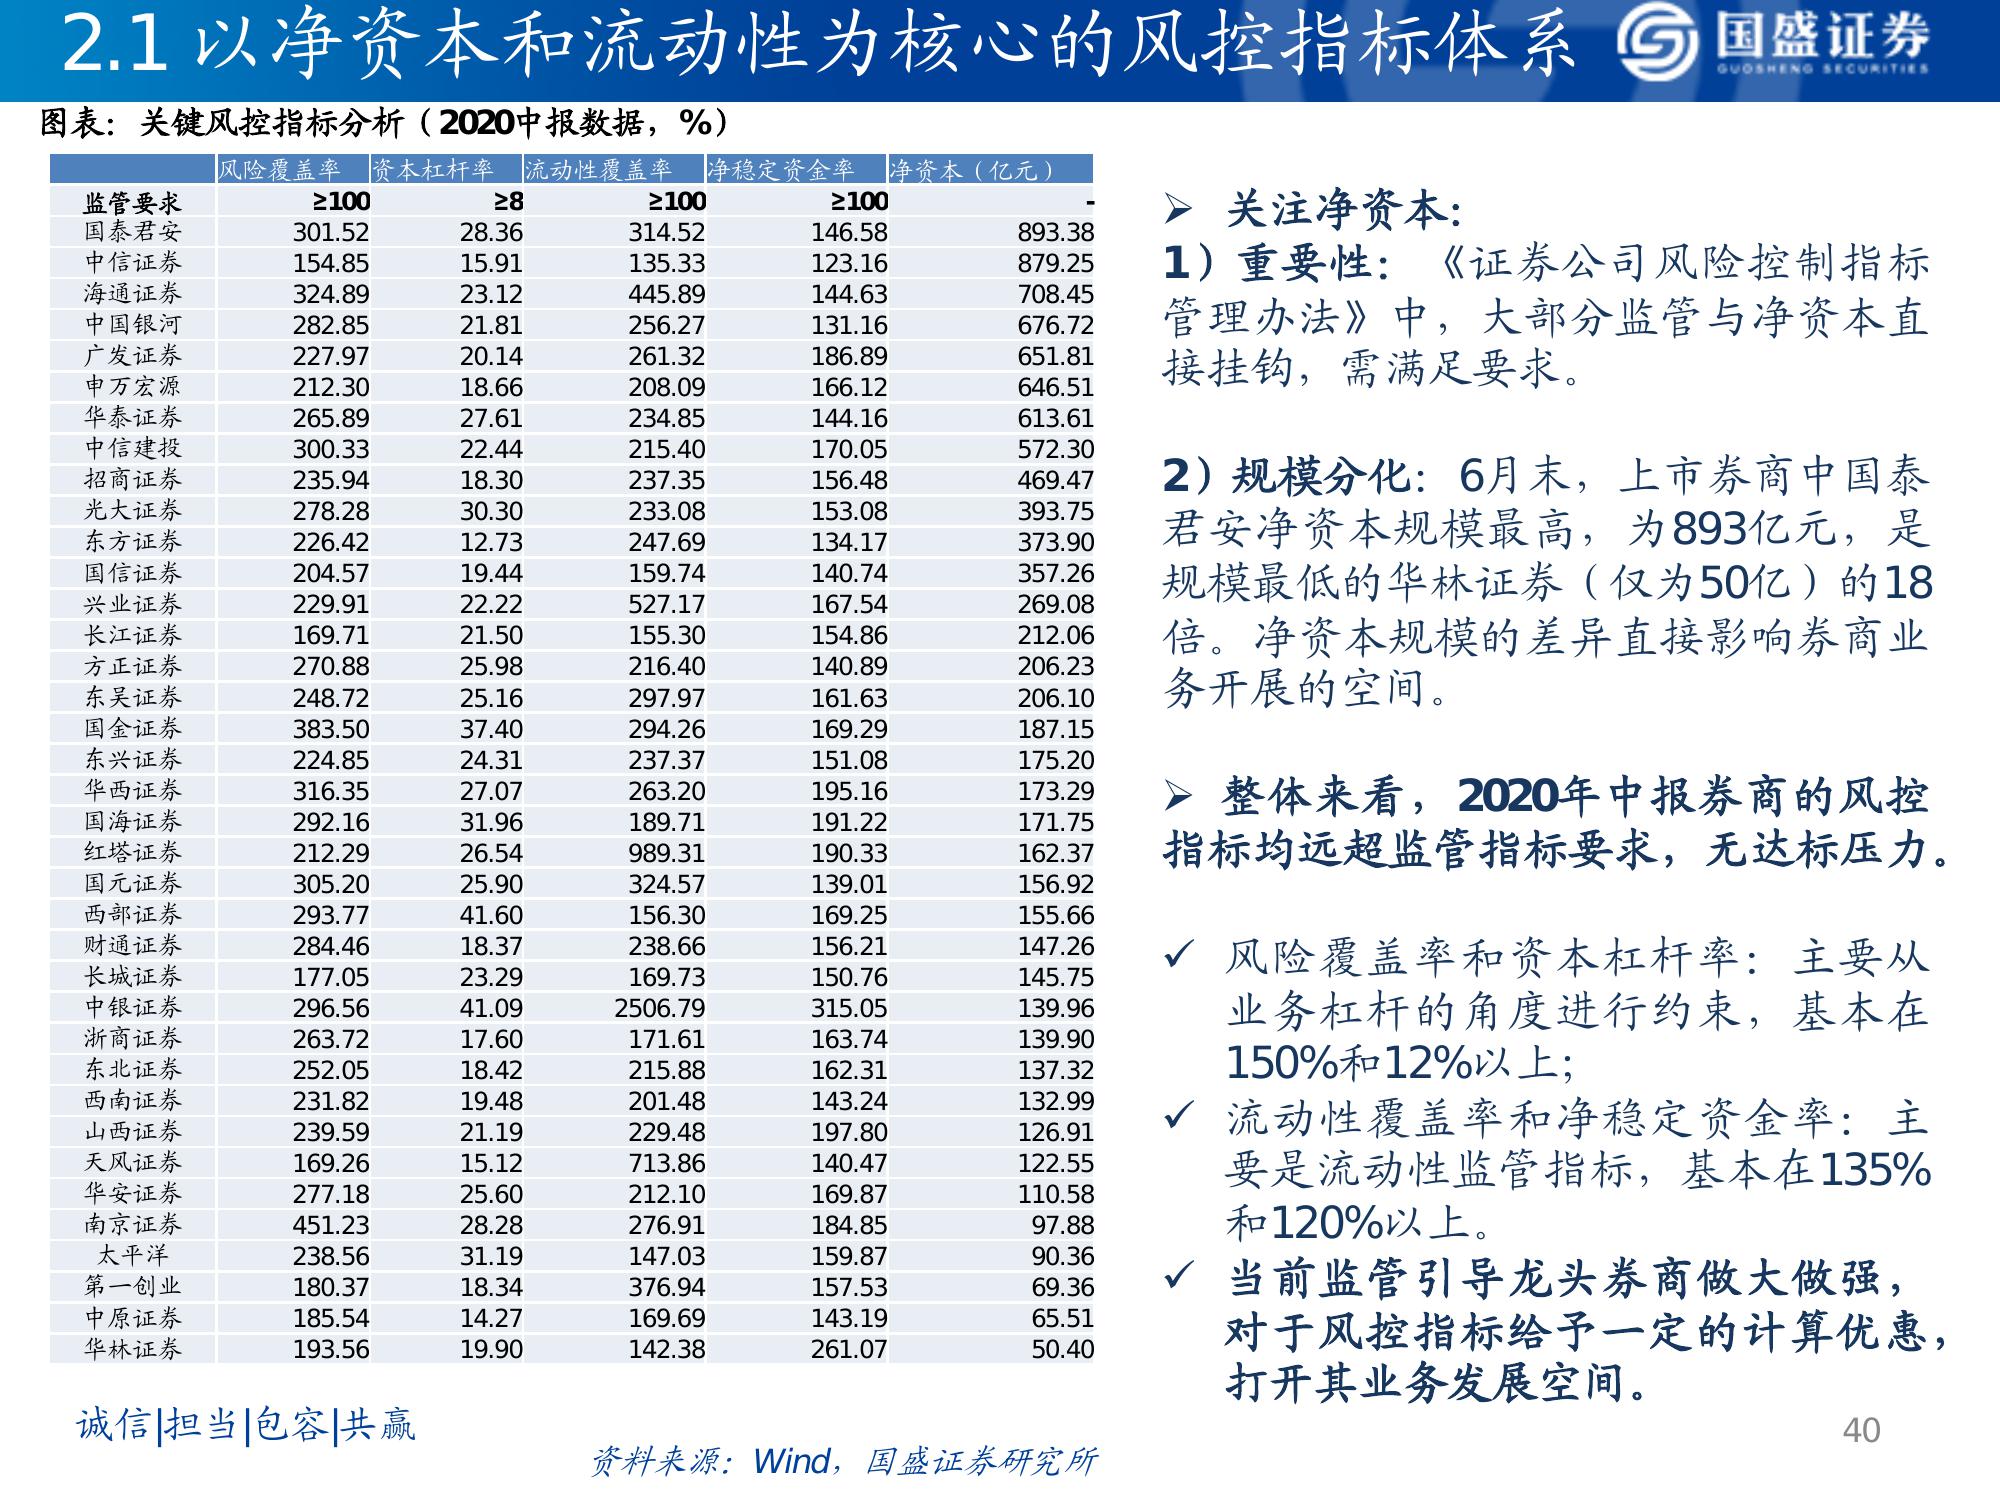 2.1 以净资本和流动性为核心的风控指标体系
国盛证券
GUOSHENG SECURITIES
图表：关键风控指标分析（2020中报数据，%）
风险覆盖率 资本杠杆率 流动性覆盖率 净稳定资金率 净资本（亿元）
监管要求 ≥100 ≥8 ≥100 ≥100 -
国泰君安 301.52 28.36 314.52 146.58 893.38
中信证券 154.85 15.91 135.33 123.16 879.25
海通证券 324.89 23.12 445.89 144.63 708.45
中国银河 282.85 21.81 256.27 131.16 676.72
广发证券 227.97 20.14 261.32 186.89 651.81
申万宏源 212.30 18.66 208.09 166.12 646.51
华泰证券 265.89 27.61 234.85 144.16 613.61
中信建投 300.33 22.44 215.40 170.05 572.30
招商证券 235.94 18.30 237.35 156.48 469.47
光大证券 278.28 30.30 233.08 153.08 393.75
东方证券 226.42 12.73 247.69 134.17 373.90
国信证券 204.57 19.44 159.74 140.74 357.26
兴业证券 229.91 22.22 527.17 167.54 269.08
长江证券 169.71 21.50 155.30 154.86 212.06
方正证券 270.88 25.98 216.40 140.89 206.23
东吴证券 248.72 25.16 297.97 161.63 206.10
国金证券 383.50 37.40 294.26 169.29 187.15
东兴证券 224.85 24.31 237.37 151.08 175.20
华西证券 316.35 27.07 263.20 195.16 173.29
国海证券 292.16 31.96 189.71 191.22 171.75
红塔证券 212.29 26.54 989.31 190.33 162.37
国元证券 305.20 25.90 324.57 139.01 156.92
西部证券 293.77 41.60 156.30 169.25 155.66
财通证券 284.46 18.37 238.66 156.21 147.26
长城证券 177.05 23.29 169.73 150.76 145.75
中银证券 296.56 41.09 2506.79 315.05 139.96
浙商证券 263.72 17.60 171.61 163.74 139.90
东北证券 252.05 18.42 215.88 162.31 137.32
西南证券 231.82 19.48 201.48 143.24 132.99
山西证券 239.59 21.19 229.48 197.80 126.91
天风证券 169.26 15.12 713.86 140.47 122.55
华安证券 277.18 25.60 212.10 169.87 110.58
南京证券 451.23 28.28 276.91 184.85 97.88
太平洋 238.56 31.19 147.03 159.87 90.36
第一创业 180.37 18.34 376.94 157.53 69.36
中原证券 185.54 14.27 169.69 143.19 65.51
华林证券 193.56 19.90 142.38 261.07 50.40
➢ 关注净资本：
1）重要性：《证券公司风险控制指标
管理办法》中，大部分监管与净资本直
接挂钩，需满足要求。
2）规模分化：6月末，上市券商中国泰
君安净资本规模最高，为893亿元，是
规模最低的华林证券（仅为50亿）的18
倍。净资本规模的差异直接影响券商业
务开展的空间。
➢ 整体来看，2020年中报券商的风控
指标均远超监管指标要求，无达标压力。
✓ 风险覆盖率和资本杠杆率：主要从
业务杠杆的角度进行约束，基本在
150%和12%以上；
✓ 流动性覆盖率和净稳定资金率：主
要是流动性监管指标，基本在135%
和120%以上。
✓ 当前监管引导龙头券商做大做强，
对于风控指标给予一定的计算优惠，
打开其业务发展空间。
诚信|担当|包容|共赢
资料来源：Wind，国盛证券研究所
40